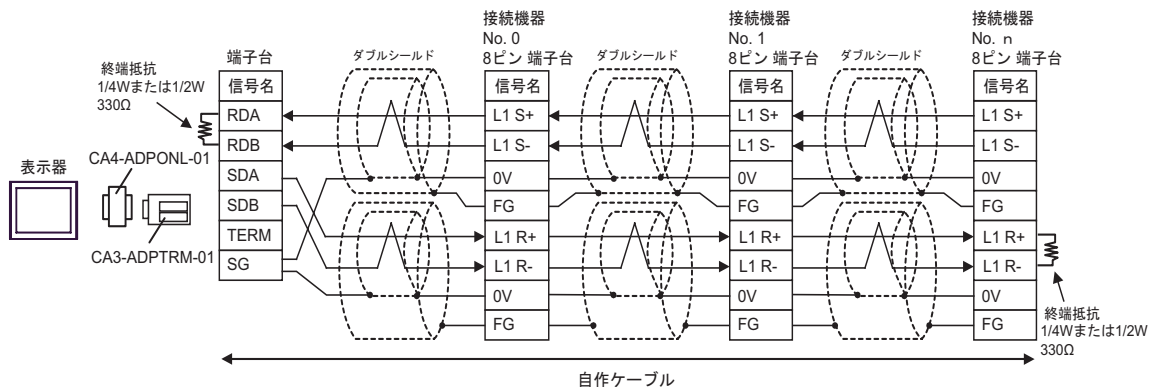 接続機器
No. 0
8ピン 端子台
接続機器
No. 1
8ピン 端子台
接続機器
No. n
8ピン 端子台
端子台
ダブルシールド
ダブルシールド
ダブルシールド
終端抵抗
1/4Wまたは1/2W
330Ω
表示器
CA4-ADPONL-01
CA3-ADPTRM-01
信号名
RDA
RDB
SDA
SDB
TERM
SG
信号名
L1 S+
L1 S-
0V
FG
L1 R+
L1 R-
0V
FG
信号名
L1 S+
L1 S-
0V
FG
L1 R+
L1 R-
0V
FG
信号名
L1 S+
L1 S-
0V
FG
L1 R+
L1 R-
0V
FG
終端抵抗
1/4Wまたは1/2W
330Ω
自作ケーブル